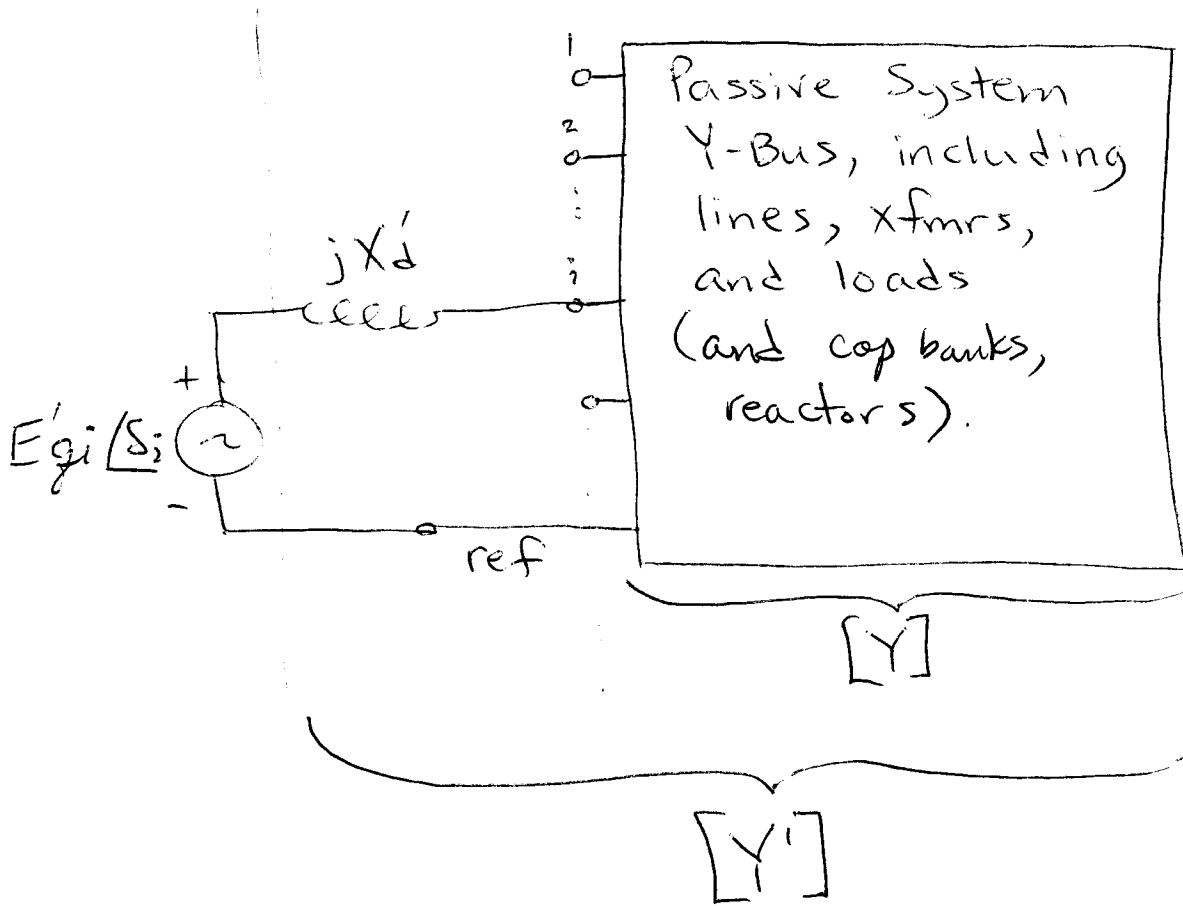 1
Passive System
2
Y-Bus, including
lines, xfmrs,
jX'd
i
and loads
(and cap banks,
reactors).
+
E'gi ∠δi
~
-
ref
[Y]
[Y']